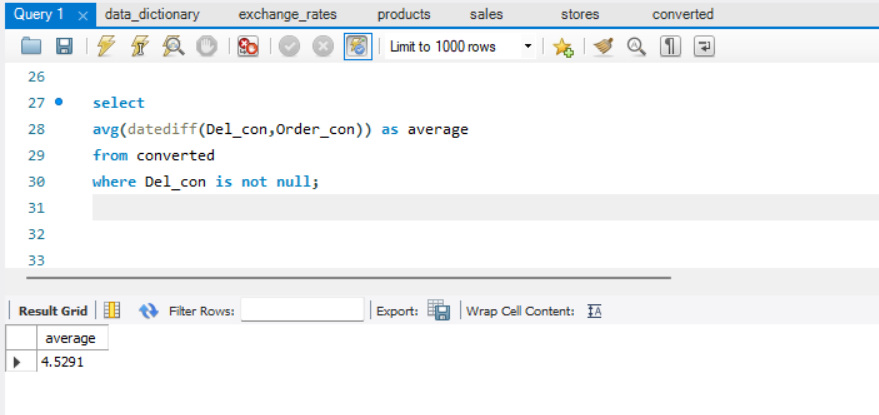 Query 1 × data_dictionary exchange_rates products sales stores converted
Limit to 1000 rows
26
27 select
28 avg(datediff(Del_con,Order_con)) as average
29 from converted
30 where Del_con is not null;
31
32
33
Result Grid Filter Rows: Export: Wrap Cell Content: IA
average
4.5291